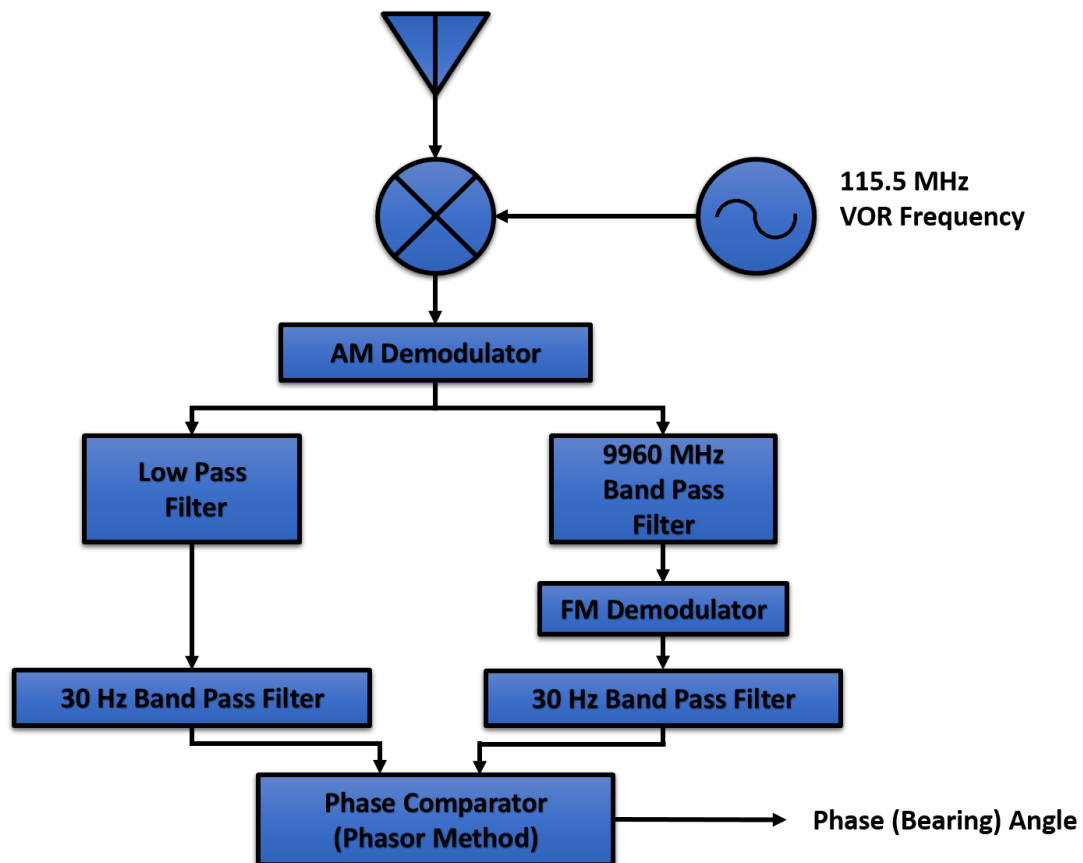 115.5 MHz
VOR Frequency
AM Demodulator
Low Pass
Filter
9960 MHz
Band Pass
Filter
FM Demodulator
30 Hz Band Pass Filter
30 Hz Band Pass Filter
Phase Comparator
(Phasor Method)
Phase (Bearing) Angle